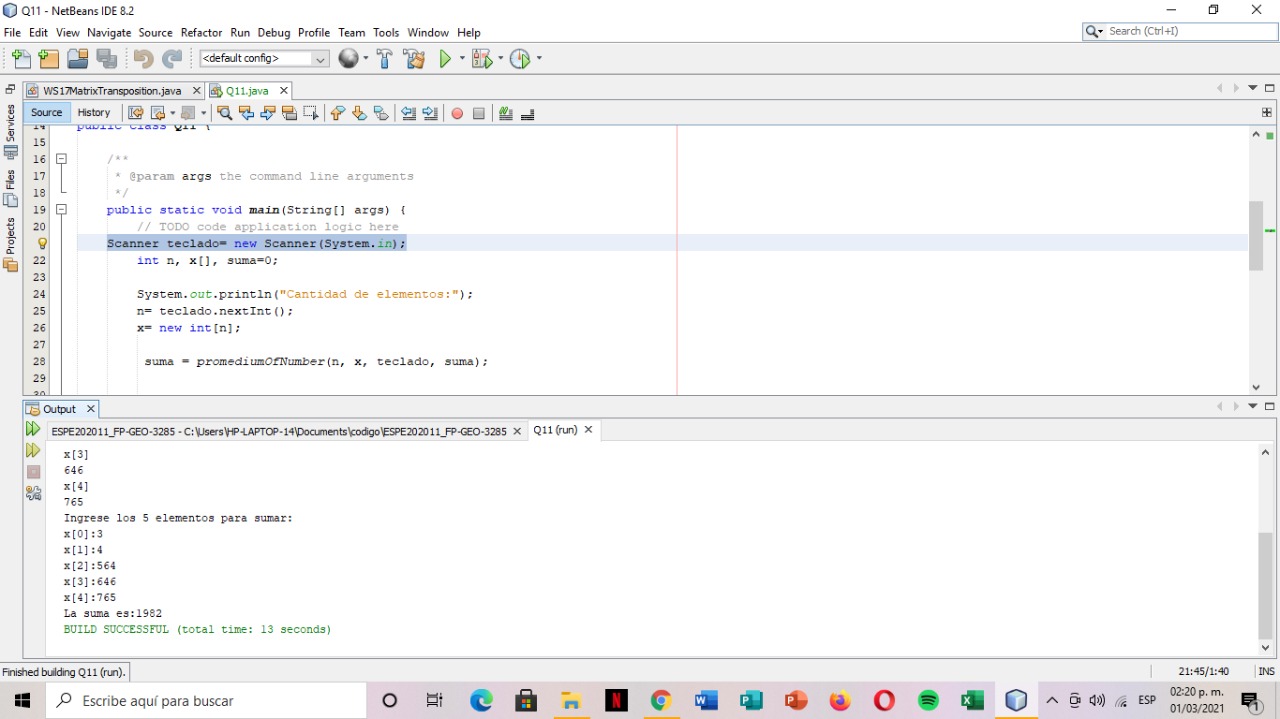 Q11 - NetBeans IDE 8.2
File Edit View Navigate Source Refactor Run Debug Profile Team Tools Window Help
Search (Ctrl+I)
<default config>
WS17MatrixTransposition.java
Q11.java
Source History
Services
Files
Projects
14 public class Q11 {
15
16 /**
17 * @param args the command line arguments
18 */
19 public static void main(String[] args) {
20 // TODO code application logic here
Scanner teclado= new Scanner(System.in);
22 int n, x[], suma=0;
23
24 System.out.println("Cantidad de elementos:");
25 n= teclado.nextInt();
26 x= new int[n];
27
28 suma = promediumOfNumber(n, x, teclado, suma);
29
30
Output
ESPE202011_FP-GEO-3285 - C:\Users\HP-LAPTOP-14\Documents\codigo\ESPE202011_FP-GEO-3285
Q11 (run)
x[3]
646
x[4]
765
Ingrese los 5 elementos para sumar:
x[0]:3
x[1]:4
x[2]:564
x[3]:646
x[4]:765
La suma es:1982
BUILD SUCCESSFUL (total time: 13 seconds)
Finished building Q11 (run).
21:45/1:40
INS
Escribe aquí para buscar
ESP
02:20 p. m.
01/03/2021
1